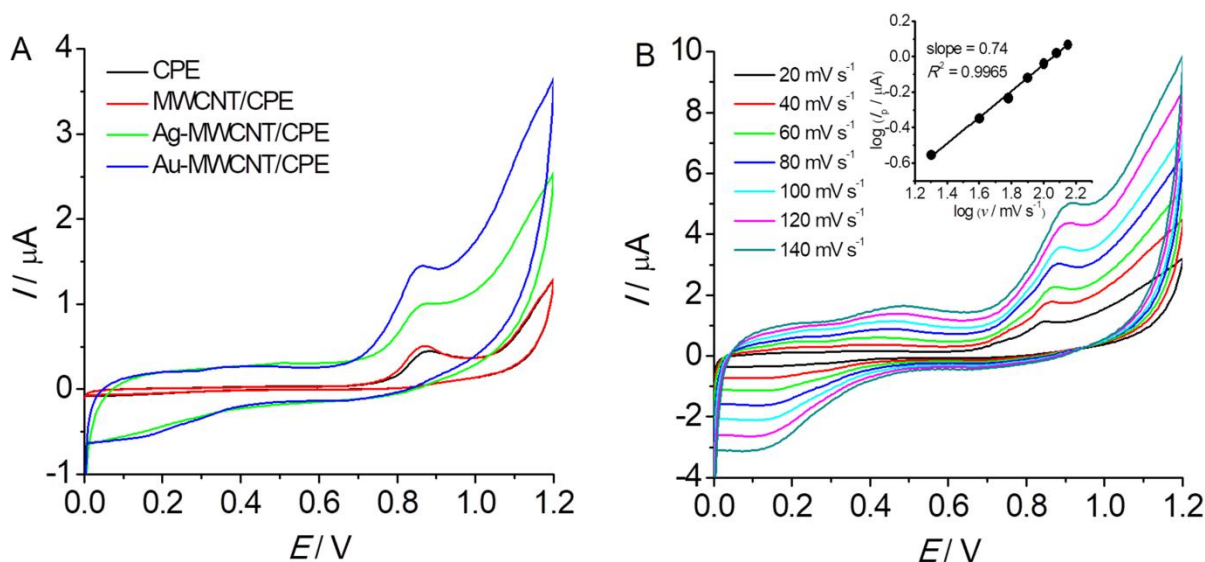 A
4
3
2
1
0
-1
I // μA
CPE
MWCNT/CPE
Ag-MWCNT/CPE
Au-MWCNT/CPE
0.0 0.2 0.4 0.6 0.8 1.0 1.2
E / V
B
10
8
6
4
2
0
-2
-4
I // μA
20 mV s⁻¹
40 mV s⁻¹
60 mV s⁻¹
80 mV s⁻¹
100 mV s⁻¹
120 mV s⁻¹
140 mV s⁻¹
0.2
0.0
-0.2
-0.4
-0.6
log (Iₚ / μA)
slope = 0.74
R² = 0.9965
1.2 1.4 1.6 1.8 2.0 2.2
log (v / mV s⁻¹)
0.0 0.2 0.4 0.6 0.8 1.0 1.2
E / V